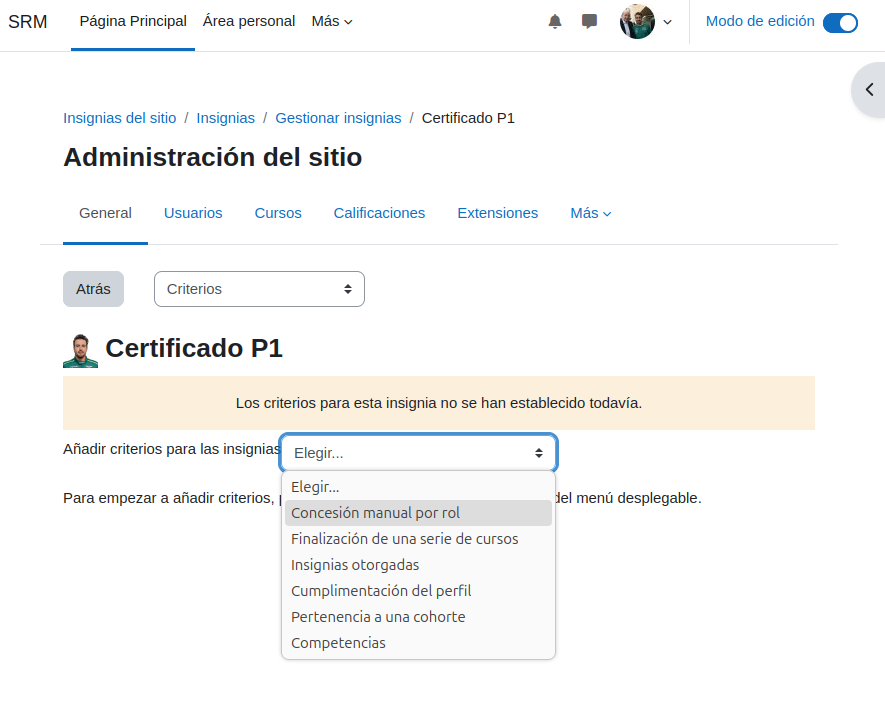 SRM Página Principal Área personal Más Modo de edición
Insignias del sitio / Insignias / Gestionar insignias / Certificado P1
Administración del sitio
General Usuarios Cursos Calificaciones Extensiones Más
Atrás Criterios
Certificado P1
Los criterios para esta insignia no se han establecido todavía.
Añadir criterios para las insignias Elegir...
Elegir...
Para empezar a añadir criterios, del menú desplegable.
Concesión manual por rol
Finalización de una serie de cursos
Insignias otorgadas
Cumplimentación del perfil
Pertenencia a una cohorte
Competencias